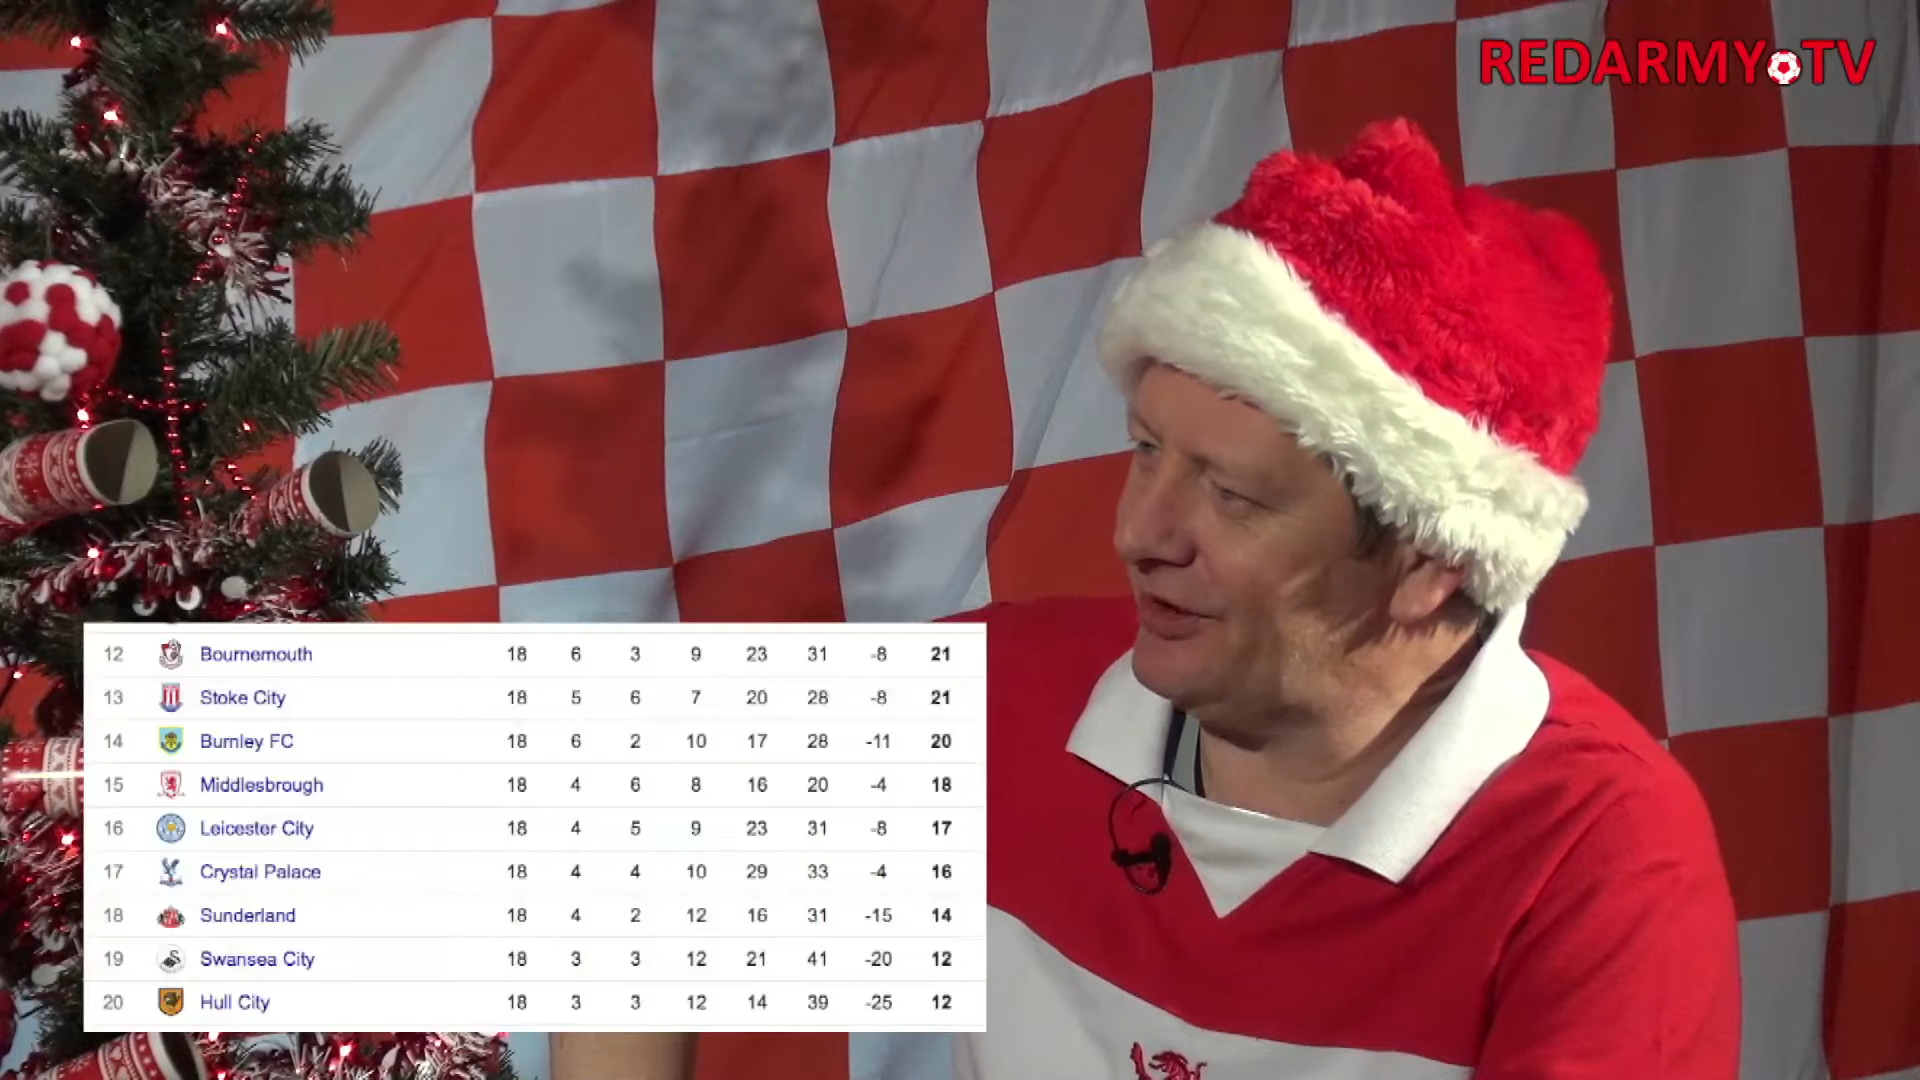 REDARMY TV
12 Bournemouth 18 6 3 9 23 31 -8 21
13 Stoke City 18 5 6 7 20 28 -8 21
14 Burnley FC 18 6 2 10 17 28 -11 20
15 Middlesbrough 18 4 6 8 16 20 -4 18
16 Leicester City 18 4 5 9 23 31 -8 17
17 Crystal Palace 18 4 4 10 29 33 -4 16
18 Sunderland 18 4 2 12 16 31 -15 14
19 Swansea City 18 3 3 12 21 41 -20 12
20 Hull City 18 3 3 12 14 39 -25 12